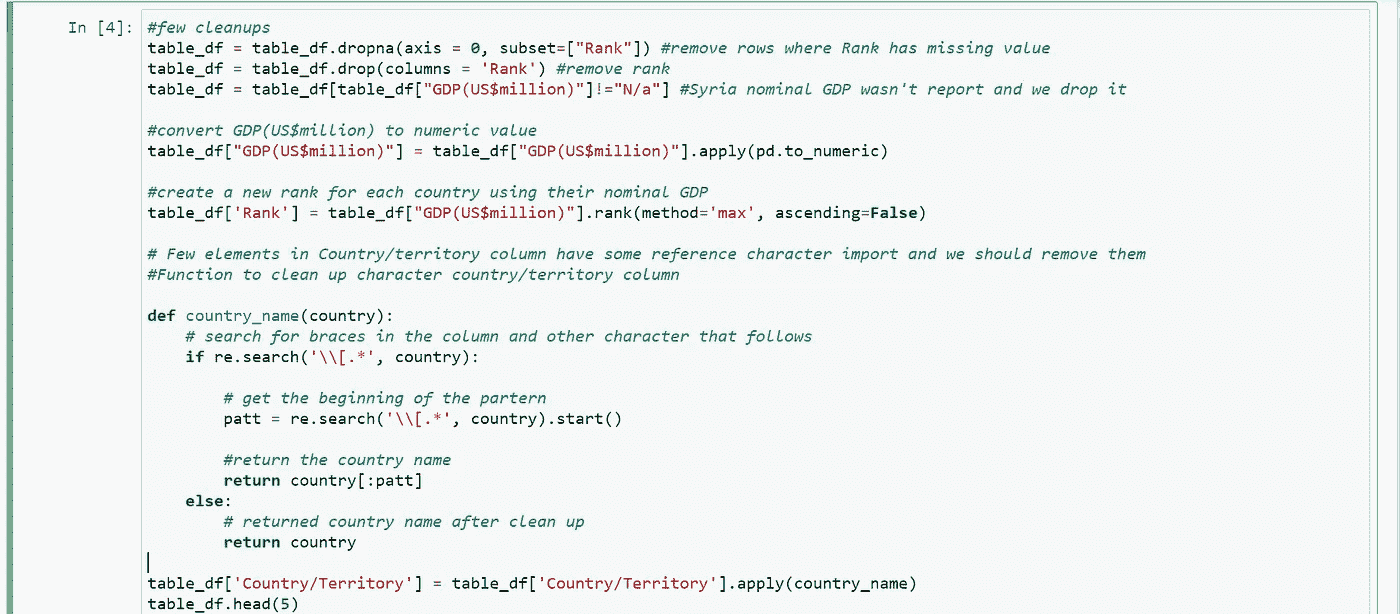 In [4]: #few cleanups
table_df = table_df.dropna(axis = 0, subset=["Rank"]) #remove rows where Rank has missing value
table_df = table_df.drop(columns = 'Rank') #remove rank
table_df = table_df[table_df["GDP(US$million)"]!="N/a"] #Syria nominal GDP wasn't report and we drop it
#convert GDP(US$million) to numeric value
table_df["GDP(US$million)"] = table_df["GDP(US$million)"].apply(pd.to_numeric)
#create a new rank for each country using their nominal GDP
table_df['Rank'] = table_df["GDP(US$million)"].rank(method='max', ascending=False)
# Few elements in Country/territory column have some reference character import and we should remove them
#Function to clean up character country/territory column
def country_name(country):
    # search for braces in the column and other character that follows
    if re.search('\\[.*', country):
        # get the beginning of the partern
        patt = re.search('\\[.*', country).start()
        #return the country name
        return country[:patt]
    else:
        # returned country name after clean up
        return country
table_df['Country/Territory'] = table_df['Country/Territory'].apply(country_name)
table_df.head(5)